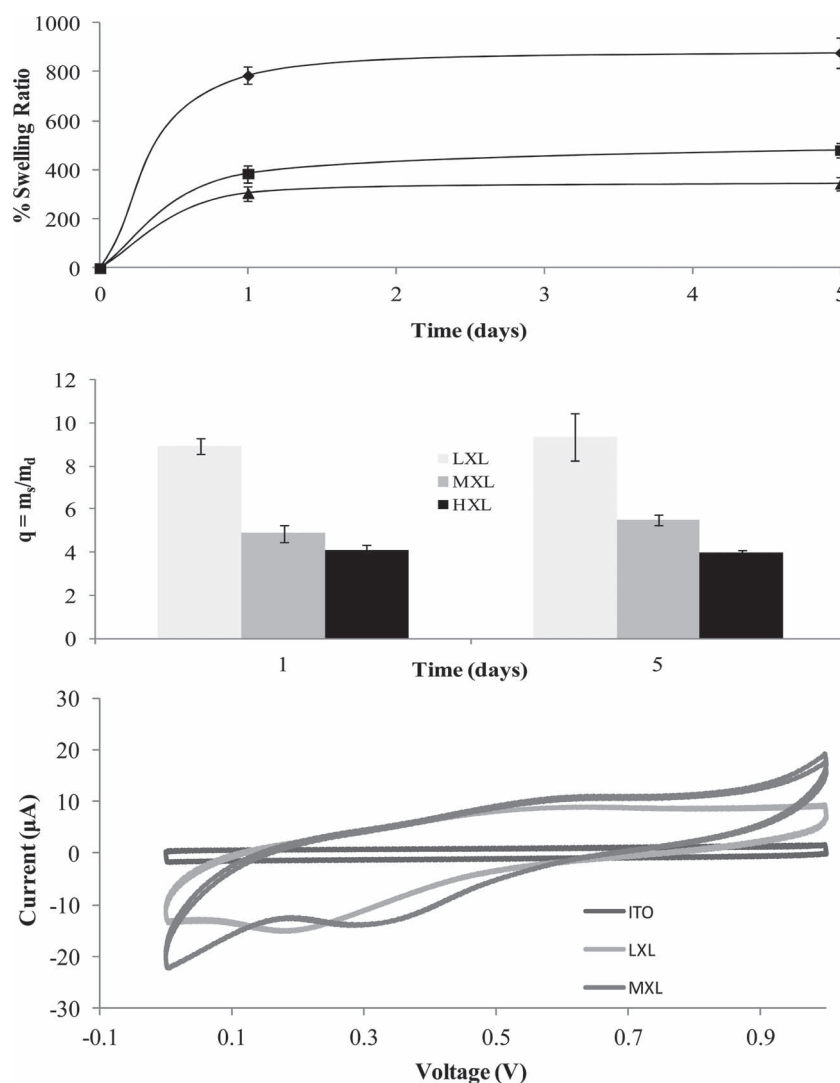 1000
800
600
400
200
0
% Swelling Ratio
0 1 2 3 4 5
Time (days)
12
10
8
6
4
2
0
q = mₛ/m_d
LXL
MXL
HXL
1 5
Time (days)
30
20
10
0
-10
-20
-30
Current (µA)
ITO
LXL
MXL
-0.1 0.1 0.3 0.5 0.7 0.9
Voltage (V)